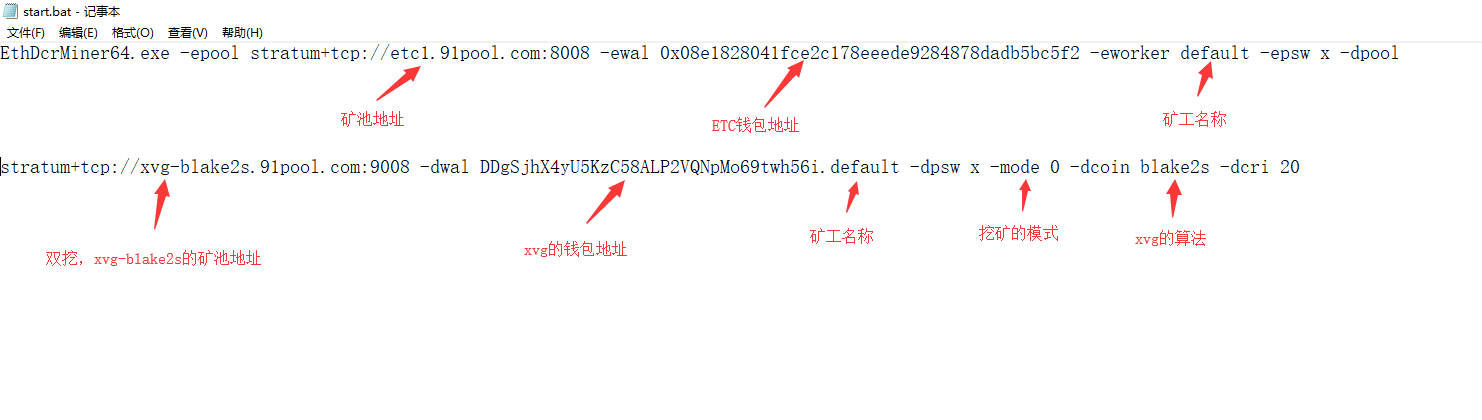 start.bat - 记事本
文件(F) 编辑(E) 格式(O) 查看(V) 帮助(H)
EthDcrMiner64.exe -epool stratum+tcp://etc1.91pool.com:8008 -ewal 0x08e1828041fce2c178eeede9284878dadb5bc5f2 -eworker default -epsw x -dpool
矿池地址 ETC钱包地址 矿工名称
stratum+tcp://xvg-blake2s.91pool.com:9008 -dwal DDgSjhX4yU5KzC58ALP2VQNpMo69twh56i.default -dpsw x -mode 0 -dcoin blake2s -dcri 20
双挖，xvg-blake2s的矿池地址 xvg的钱包地址 矿工名称 挖矿的模式 xvg的算法